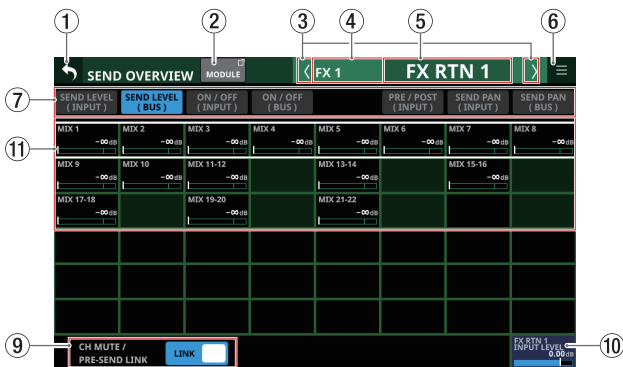 1 2 3 4 5 6
SEND OVERVIEW MODULE FX 1 FX RTN 1
7
SEND LEVEL (INPUT) SEND LEVEL (BUS) ON / OFF (INPUT) ON / OFF (BUS) PRE / POST (INPUT) SEND PAN (INPUT) SEND PAN (BUS)
11
MIX 1 MIX 2 MIX 3 MIX 4 MIX 5 MIX 6 MIX 7 MIX 8
-∞dB -∞dB -∞dB -∞dB -∞dB -∞dB -∞dB -∞dB
MIX 9 MIX 10 MIX 11-12 MIX 13-14 MIX 15-16
-∞dB -∞dB -∞dB -∞dB -∞dB
MIX 17-18 MIX 19-20 MIX 21-22
-∞dB -∞dB -∞dB
9
CH MUTE /
PRE-SEND LINK
LINK
FX RTN 1
INPUT LEVEL
0.00dB
10